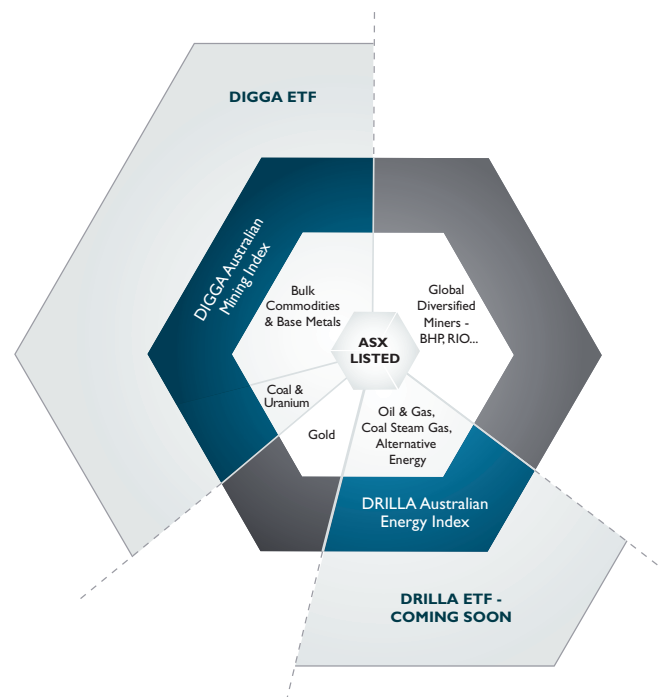 DIGGA ETF
DIGGA Australian
Mining Index
Bulk
Commodities
& Base Metals
Global
Diversified
Miners -
BHP, RIO...
ASX
LISTED
Coal &
Uranium
Gold
Oil & Gas,
Coal Steam Gas,
Alternative
Energy
DRILLA Australian
Energy Index
DRILLA ETF -
COMING SOON